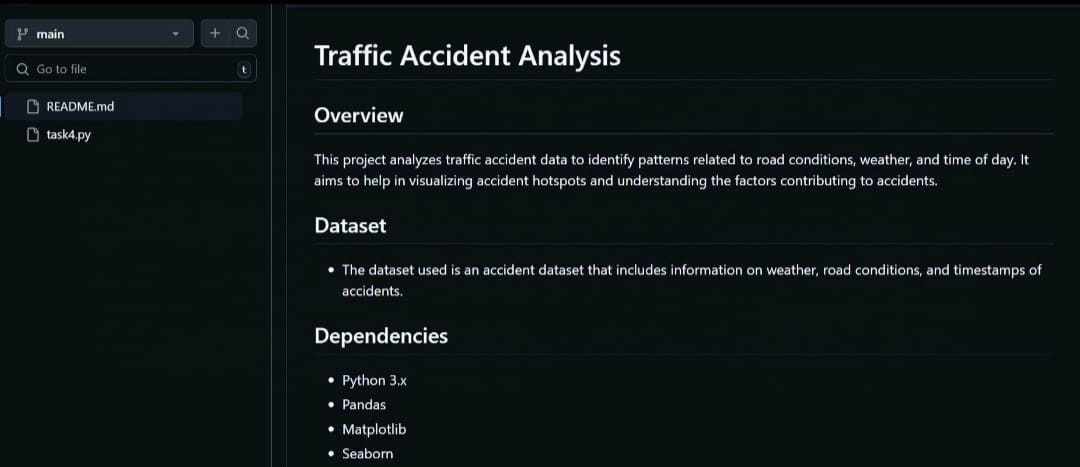 main
Go to file
t
README.md
task4.py
Traffic Accident Analysis
Overview
This project analyzes traffic accident data to identify patterns related to road conditions, weather, and time of day. It
aims to help in visualizing accident hotspots and understanding the factors contributing to accidents.
Dataset
• The dataset used is an accident dataset that includes information on weather, road conditions, and timestamps of
accidents.
Dependencies
• Python 3.x
• Pandas
• Matplotlib
• Seaborn